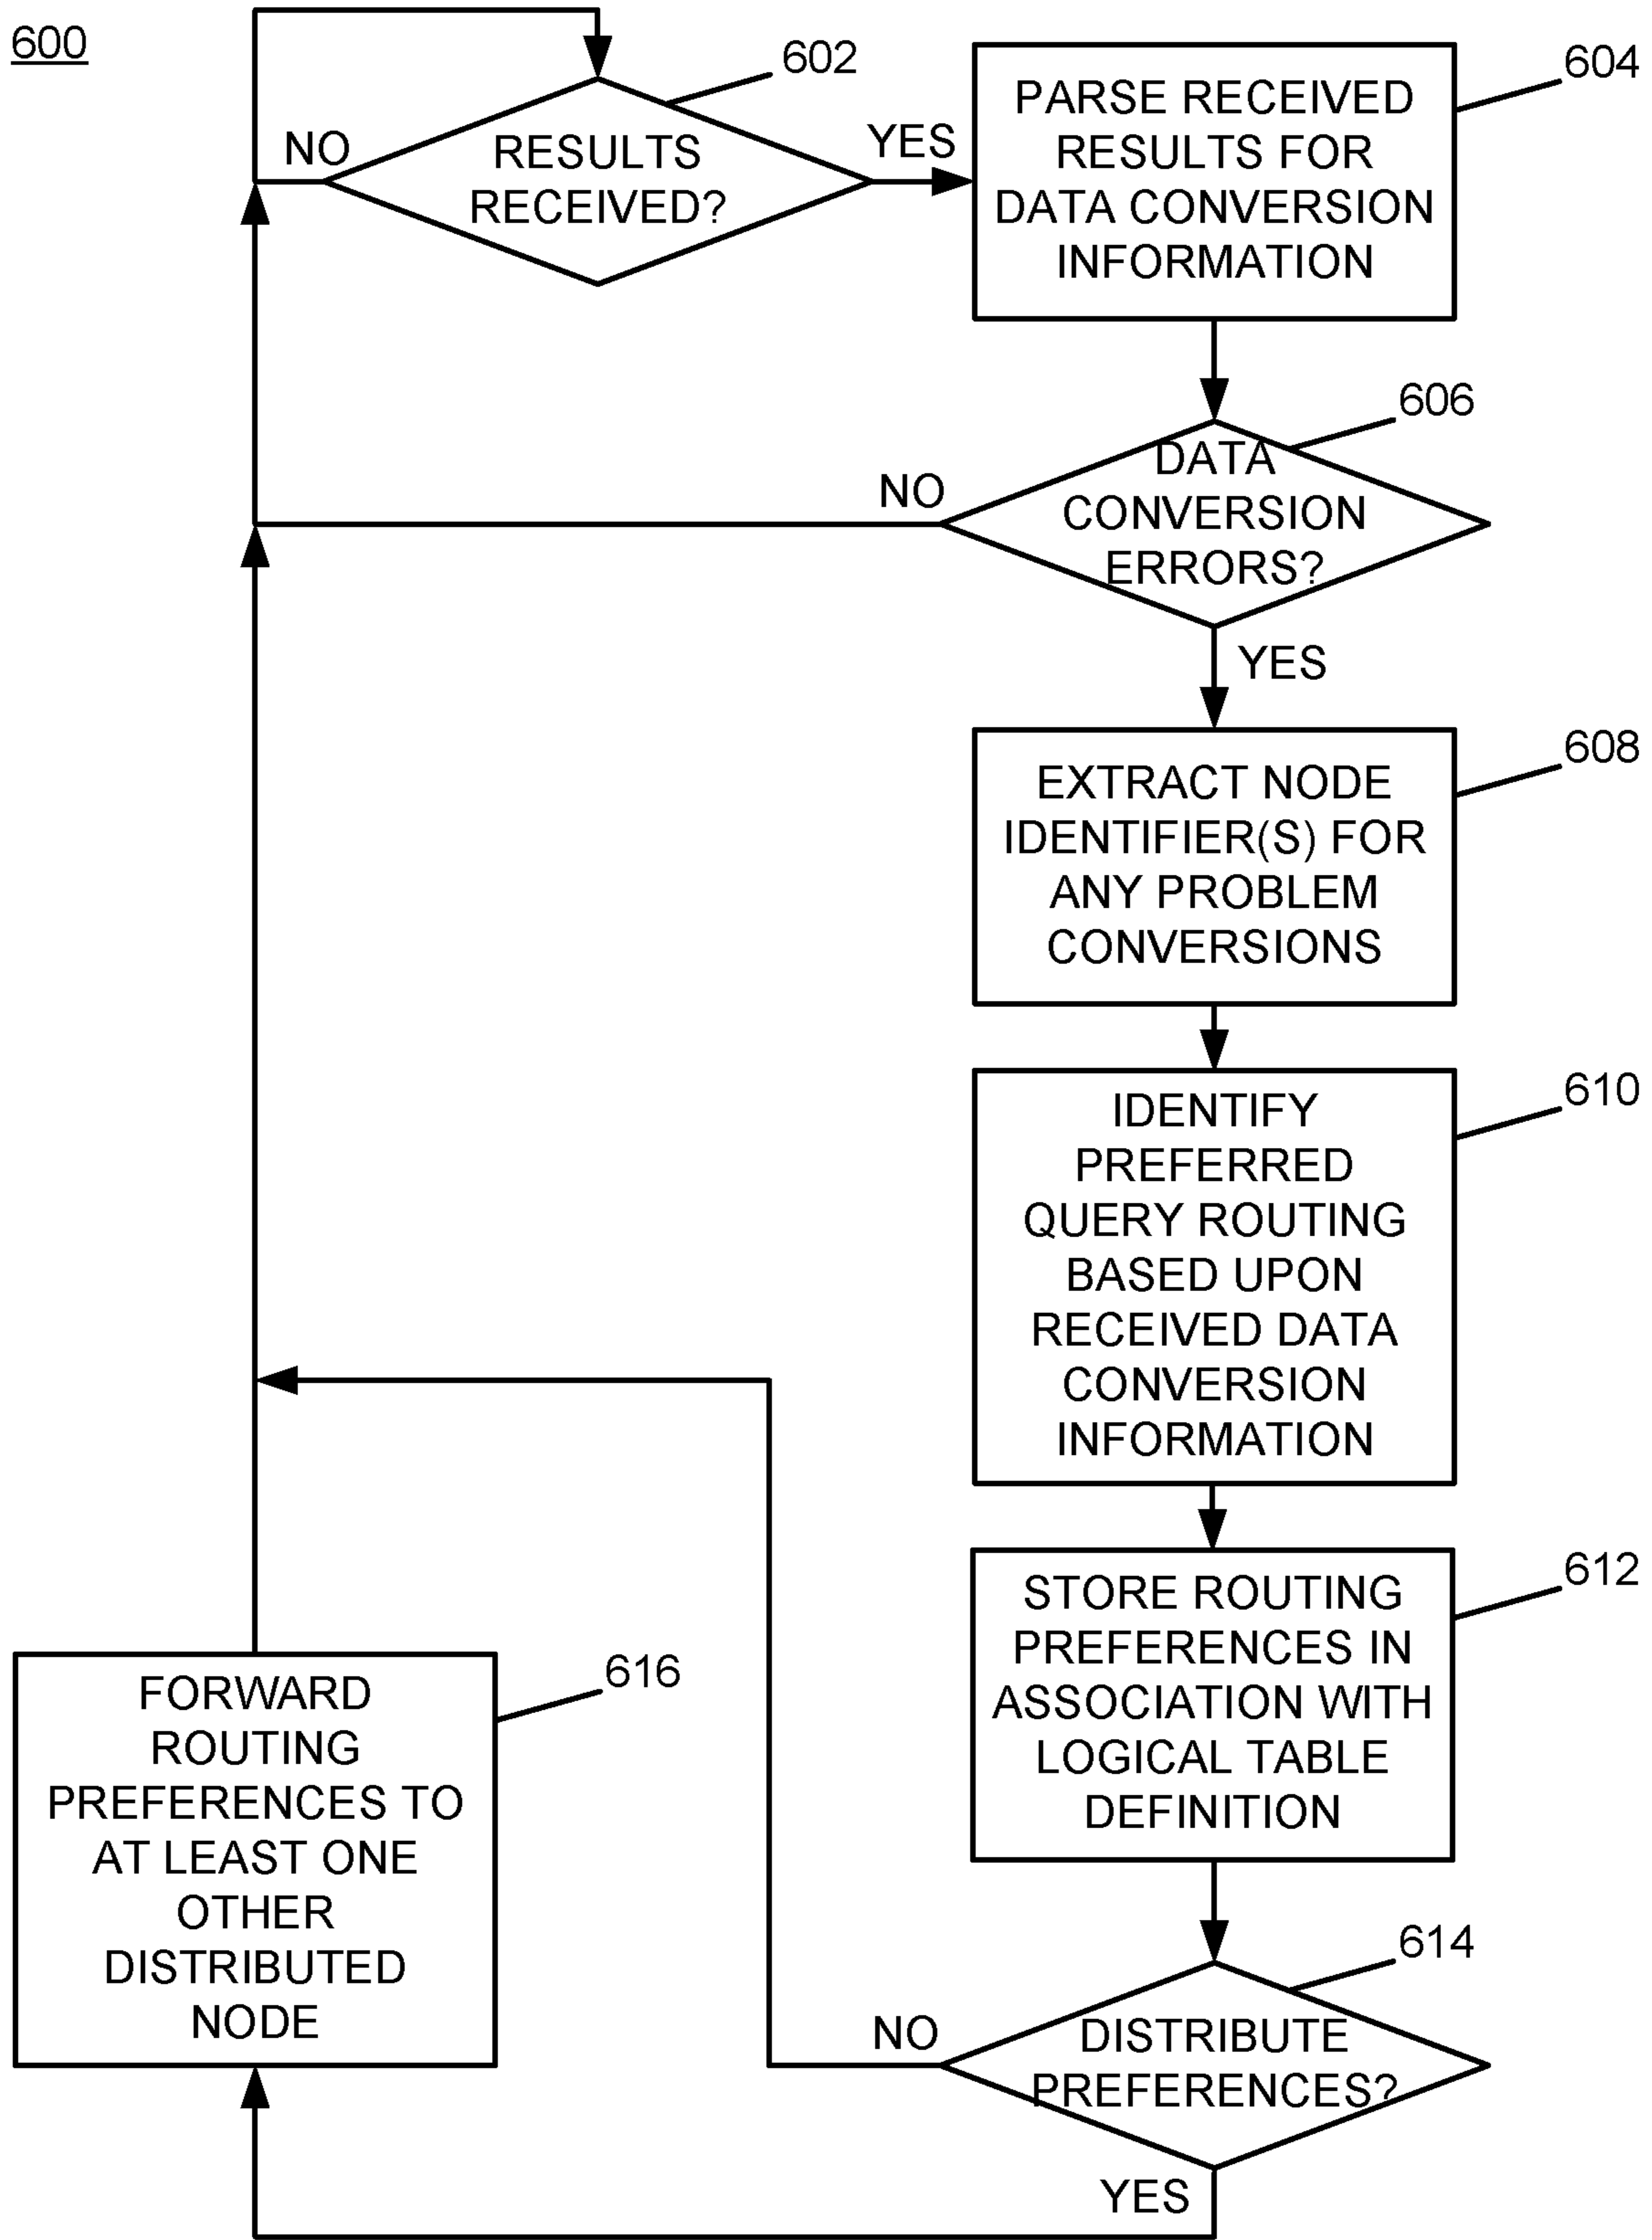 600
602
NO
RESULTS
RECEIVED?
YES
604
PARSE RECEIVED
RESULTS FOR
DATA CONVERSION
INFORMATION
606
NO
DATA
CONVERSION
ERRORS?
YES
608
EXTRACT NODE
IDENTIFIER(S) FOR
ANY PROBLEM
CONVERSIONS
610
IDENTIFY
PREFERRED
QUERY ROUTING
BASED UPON
RECEIVED DATA
CONVERSION
INFORMATION
612
STORE ROUTING
PREFERENCES IN
ASSOCIATION WITH
LOGICAL TABLE
DEFINITION
614
NO
DISTRIBUTE
PREFERENCES?
YES
616
FORWARD
ROUTING
PREFERENCES TO
AT LEAST ONE
OTHER
DISTRIBUTED
NODE